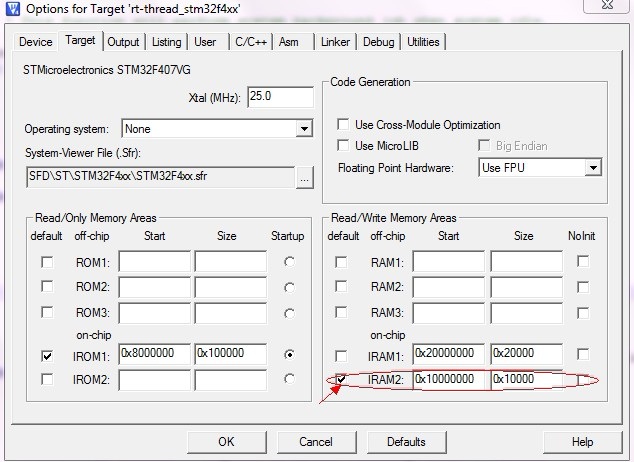 Options for Target 'rt-thread_stm32f4xx'
Device Target Output Listing User C/C++ Asm Linker Debug Utilities
STMicroelectronics STM32F407VG
Xtal (MHz): 25.0
Operating system: None
System-Viewer File (.Sfr):
SFD\ST\STM32F4xx\STM32F4xx.sfr ...
Code Generation
Use Cross-Module Optimization
Use MicroLIB Big Endian
Floating Point Hardware: Use FPU
Read/Only Memory Areas
default off-chip Start Size Startup
ROM1:
ROM2:
ROM3:
on-chip
IROM1: 0x8000000 0x100000
IROM2:
Read/Write Memory Areas
default off-chip Start Size NoInit
RAM1:
RAM2:
RAM3:
on-chip
IRAM1: 0x20000000 0x20000
IRAM2: 0x10000000 0x10000
OK Cancel Defaults Help